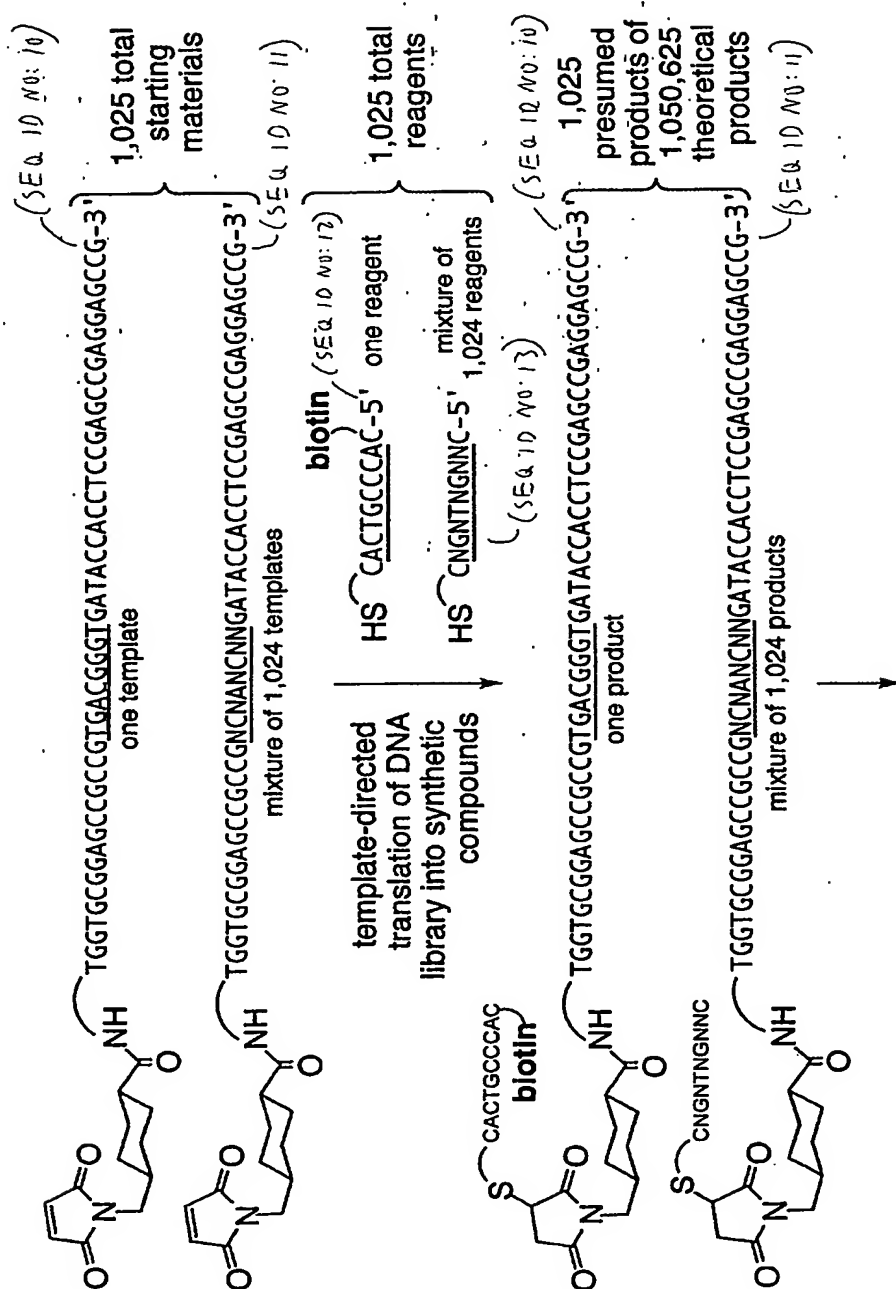 (SEQ ID NO: 10)
O
N
O
O
NH
TGGTGCGGAGCCGCCGTGACGGGTGATACCACCTCCGAGCCGAGGAGCCG-3'
one template
1,025 total
starting
materials
O
N
O
O
NH
TGGTGCGGAGCCGCCGNCNANCNNGATACCACCTCCGAGCCGAGGAGCCG-3'
mixture of 1,024 templates
(SEQ ID NO: 11)
template-directed
translation of DNA
library into synthetic
compounds
biotin
(SEQ ID NO: 12)
HS
CACTGCCCAC-5'
one reagent
HS
CNGNTNGNNC-5'
mixture of
1,024 reagents
(SEQ ID NO: 13)
1,025 total
reagents
(SEQ ID NO: 10)
S
CACTGCCCAC
biotin
O
N
O
O
NH
TGGTGCGGAGCCGCCGTGACGGGTGATACCACCTCCGAGCCGAGGAGCCG-3'
one product
1,025
presumed
products of
1,050,625
theoretical
products
S
CNGNTNGNNC
O
N
O
O
NH
TGGTGCGGAGCCGCCGNCNANCNNGATACCACCTCCGAGCCGAGGAGCCG-3'
mixture of 1,024 products
(SEQ ID NO: 11)